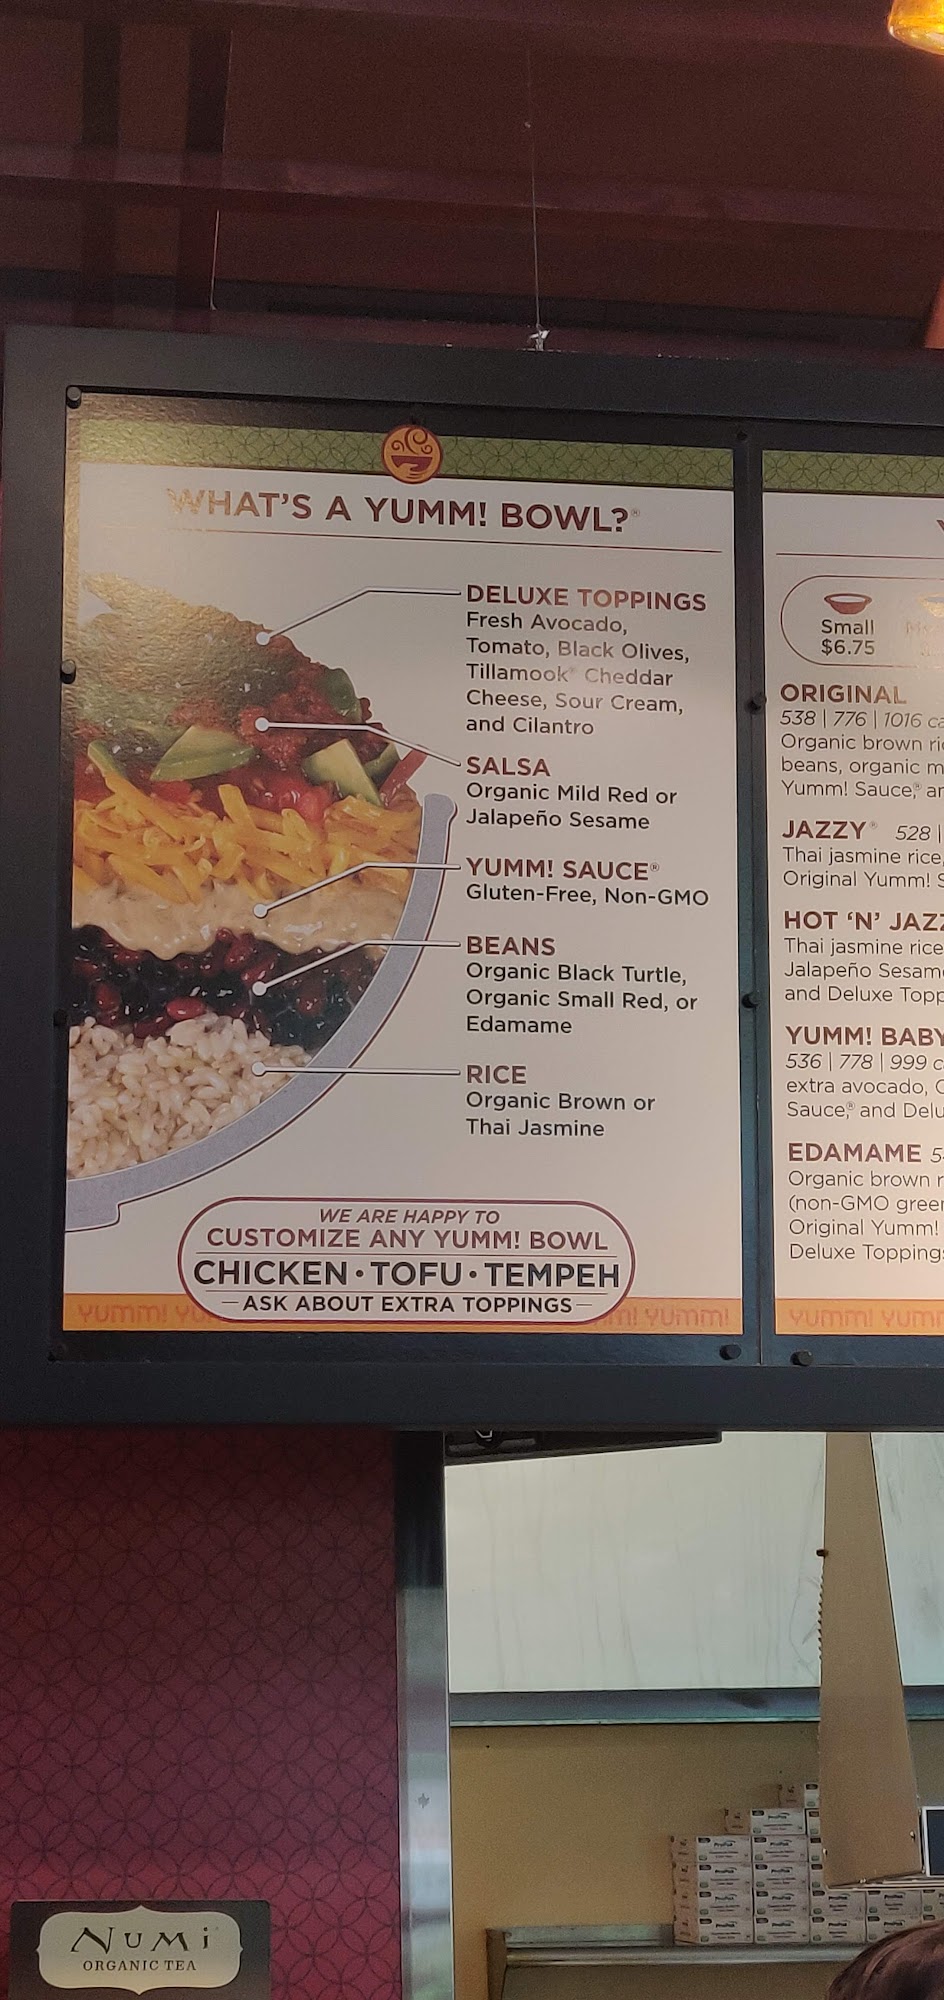 WHAT'S A YUMM! BOWL?®
DELUXE TOPPINGS
Fresh Avocado,
Tomato, Black Olives,
Tillamook® Cheddar
Cheese, Sour Cream,
and Cilantro
SALSA
Organic Mild Red or
Jalapeño Sesame
YUMM! SAUCE®
Gluten-Free, Non-GMO
BEANS
Organic Black Turtle,
Organic Small Red, or
Edamame
RICE
Organic Brown or
Thai Jasmine
WE ARE HAPPY TO
CUSTOMIZE ANY YUMM! BOWL
CHICKEN • TOFU • TEMPEH
ASK ABOUT EXTRA TOPPINGS
YUMM! YUMM!
Small
$6.75
ORIGINAL
538 | 776 | 1016
Organic brown
beans, organic
Yumm! Sauce,®
JAZZY® 528 |
Thai jasmine rice,
Original Yumm!
HOT 'N'
Thai jasmine rice
Jalapeño
and Deluxe
YUMM! BABY
536 | 778 | 999
extra avocado,
Sauce,® and
EDAMAME
Organic brown
(non-GMO
Original Yumm!
Deluxe
YUMM!
NUMi®
ORGANIC TEA